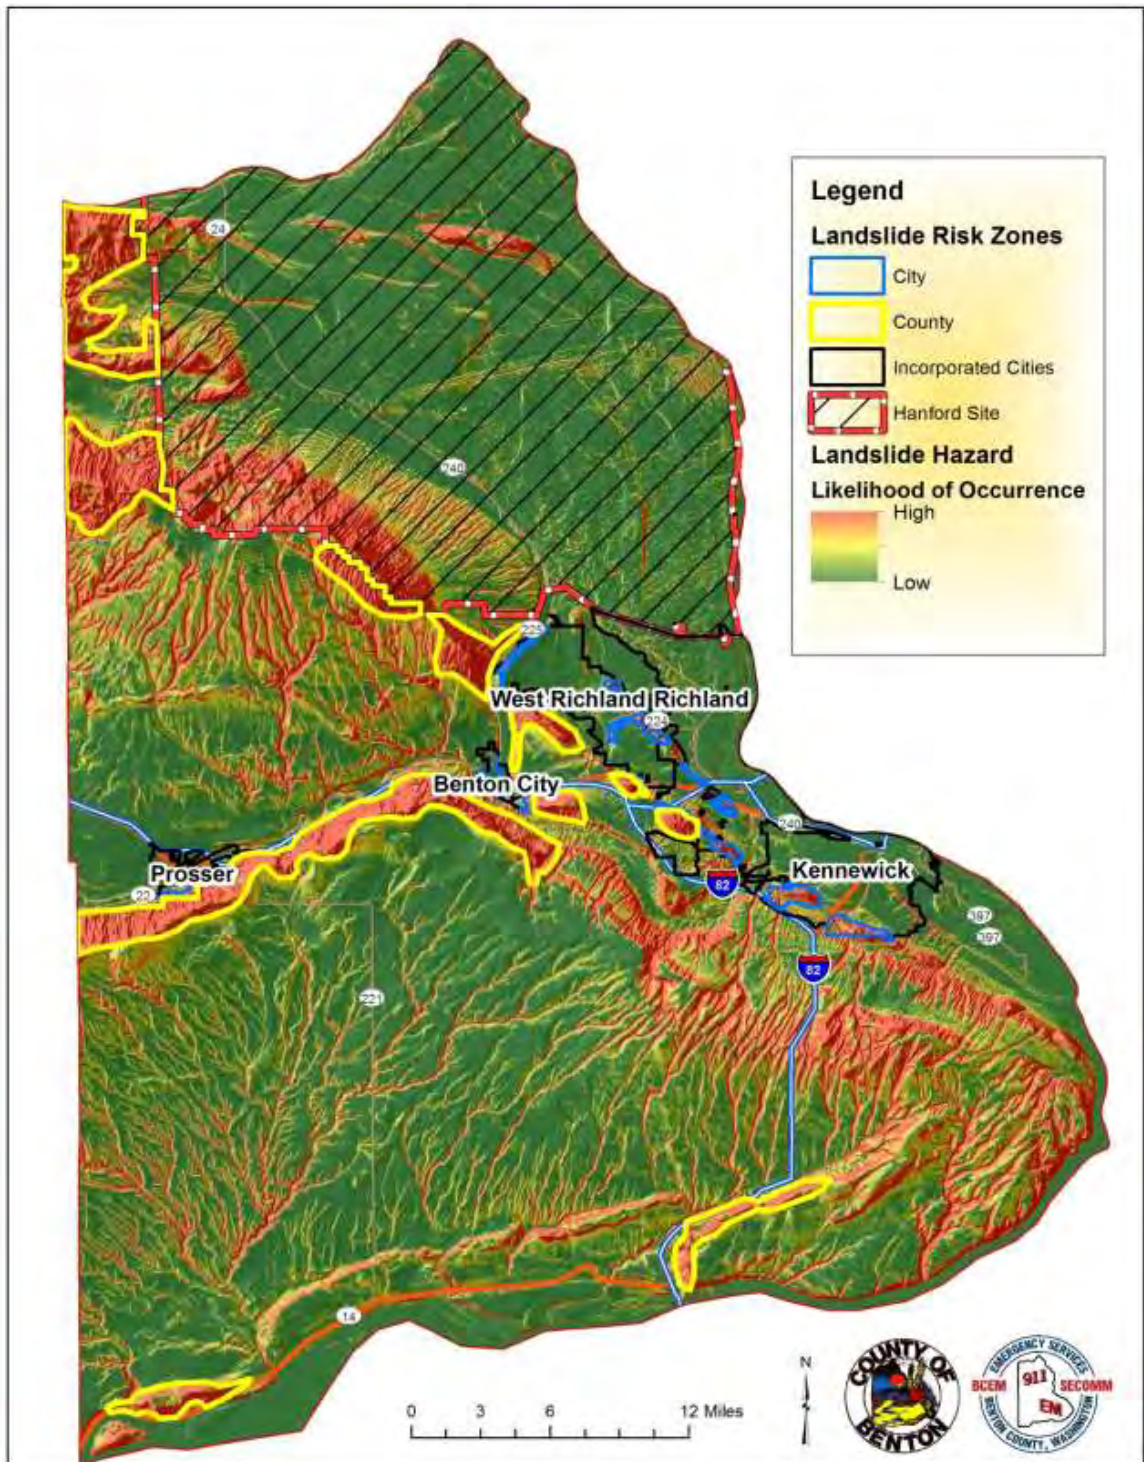 Legend
Landslide Risk Zones
City
County
Incorporated Cities
Hanford Site
Landslide Hazard
Likelihood of Occurrence
High
Low
24
240
225
West Richland Richland
224
Benton City
240
Prosser
Kennewick
22
82
397
397
82
221
14
0 3 6 12 Miles
N
COUNTY OF
BENTON
EMERGENCY SERVICES
BCEM 911 SECOMM
EM
BENTON COUNTY, WASHINGTON